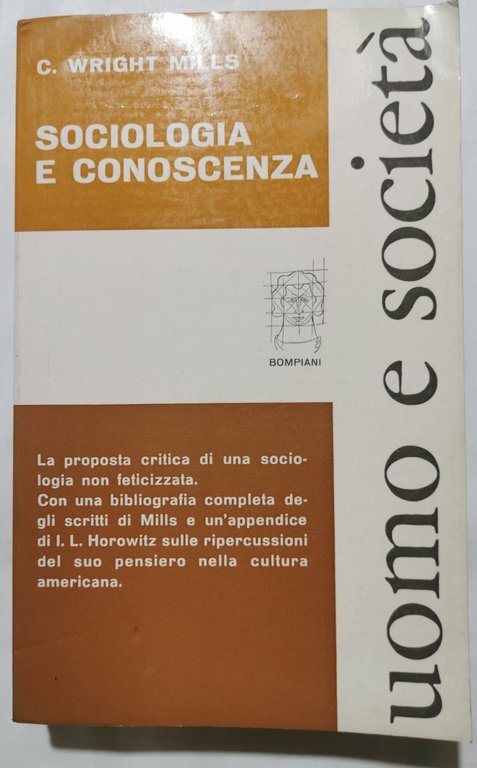 C. WRIGHT MILLS
SOCIOLOGIA
E CONOSCENZA
BOMPIANI
La proposta critica di una socio-
logia non feticizzata.
Con una bibliografia completa de-
gli scritti di Mills e un'appendice
di I. L. Horowitz sulle ripercussioni
del suo pensiero nella cultura
americana.
uomo e società